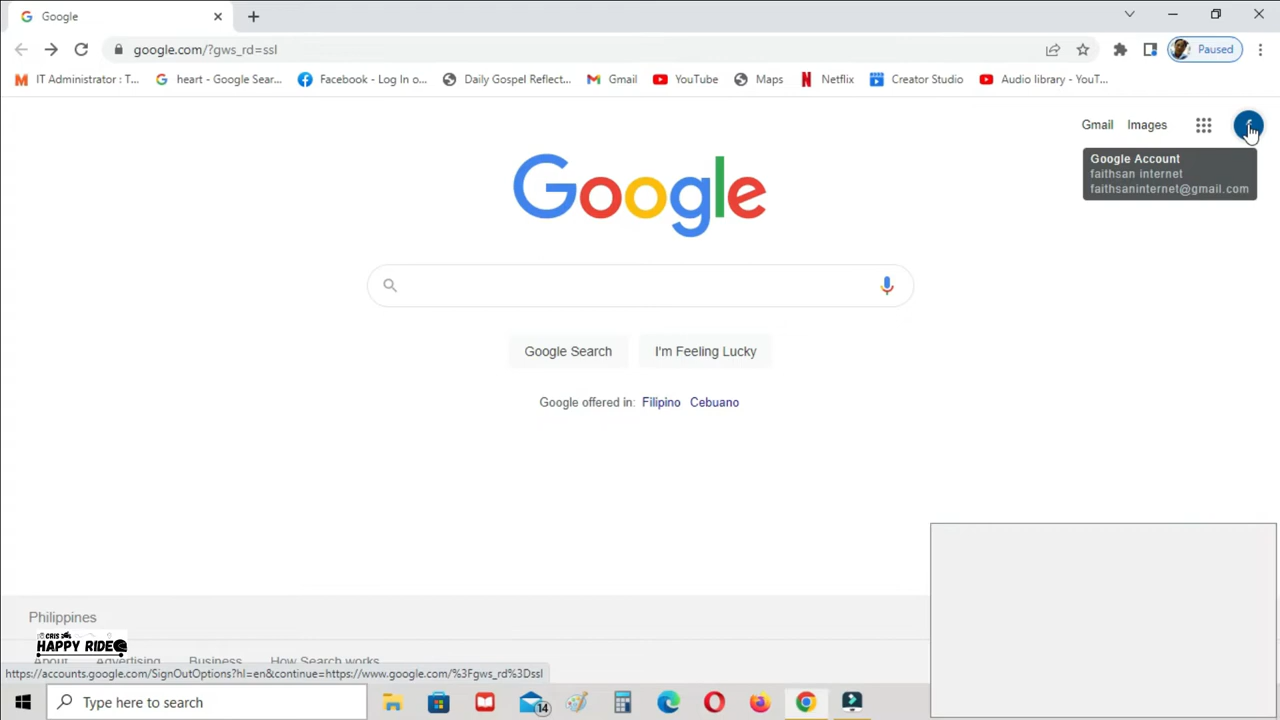 Google
google.com/?gws_rd=ssl
Paused
IT Administrator : T...
heart - Google Sear...
Facebook - Log In o...
Daily Gospel Reflect...
Gmail
YouTube
Maps
Netflix
Creator Studio
Audio library - YouT...
Gmail
Images
Google Account
faithsan internet
faithsaninternet@gmail.com
Google
Google Search
I'm Feeling Lucky
Google offered in: Filipino Cebuano
Philippines
CRIS
HAPPY RIDE
About
Advertising
Business
How Search works
https://accounts.google.com/SignOutOptions?hl=en&continue=https://www.google.com/%3Fgws_rd%3Dssl
Type here to search
14